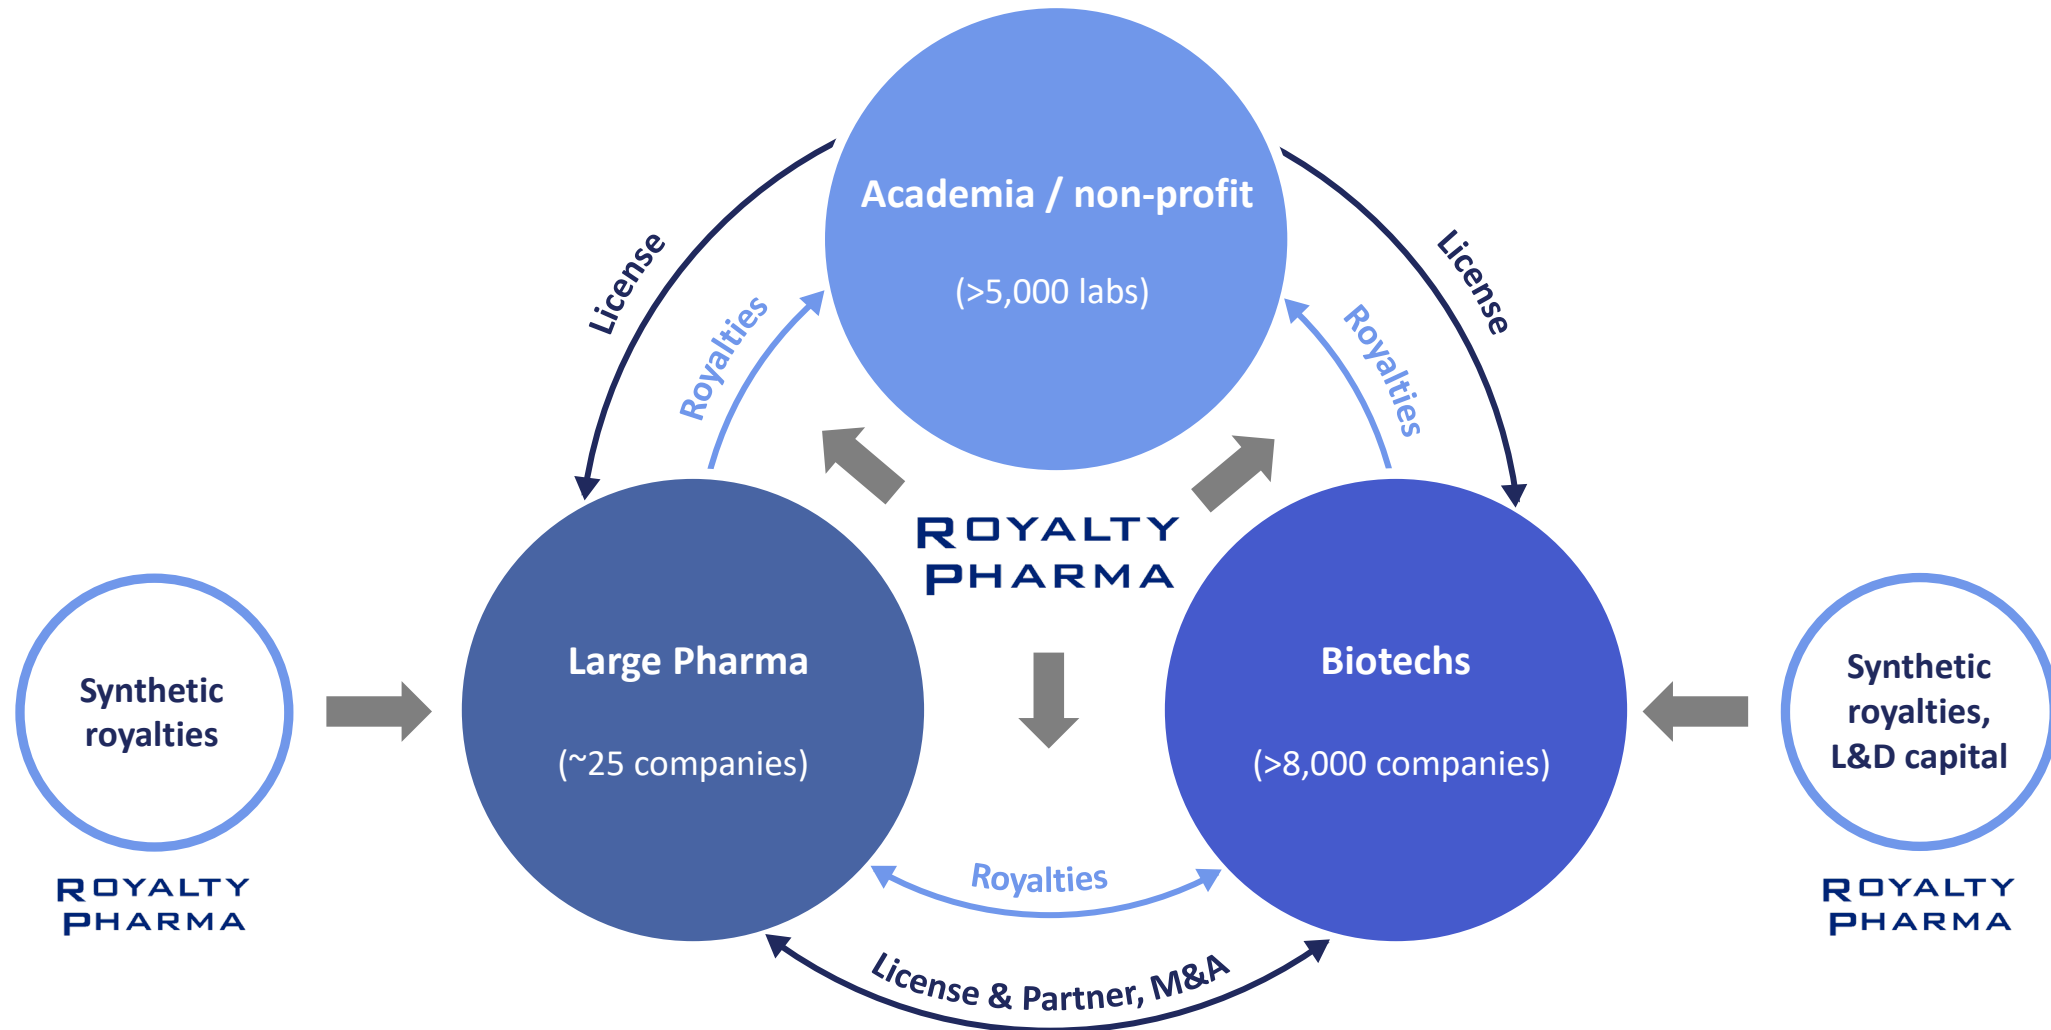 Academia / non-profit
(>5,000 labs)
License
License
Royalties
Royalties
ROYALTY
PHARMA
Large Pharma
(~25 companies)
Biotechs
(>8,000 companies)
Synthetic
royalties
ROYALTY
PHARMA
Synthetic
royalties,
L&D capital
ROYALTY
PHARMA
Royalties
License & Partner, M&A